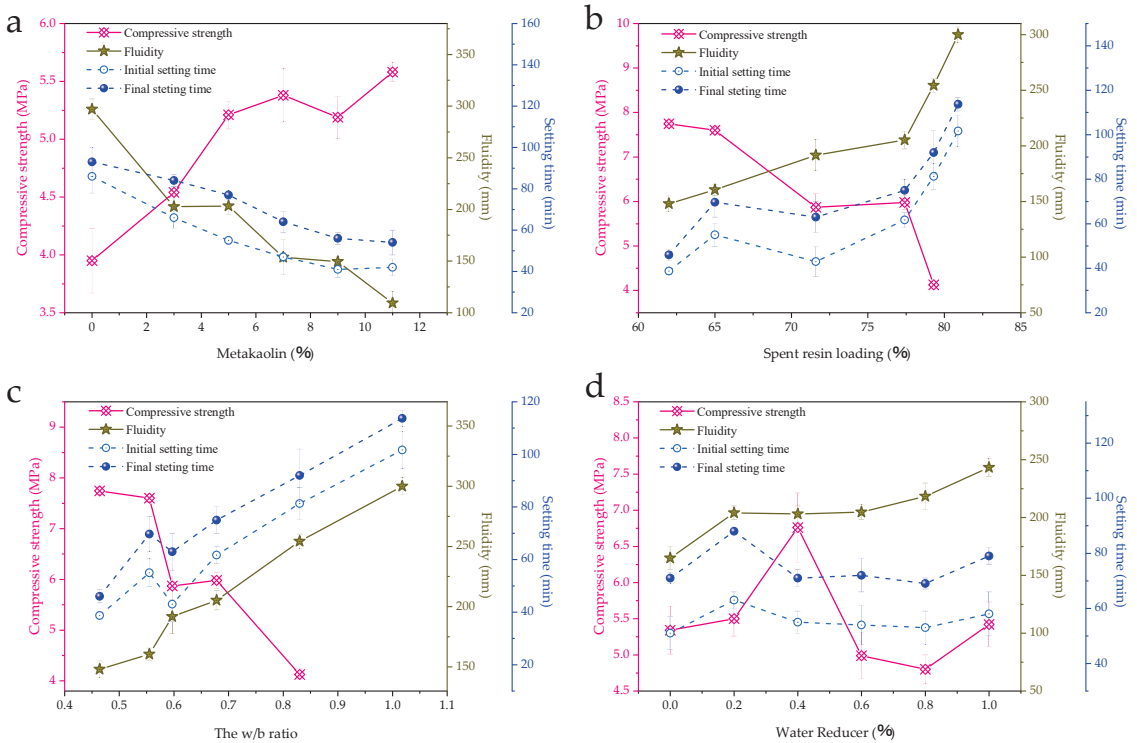 a
Compressive strength
Fluidity
Initial setting time
Final steting time
Compressive strength (MPa)
6.0
5.5
5.0
4.5
4.0
3.5
0 2 4 6 8 10 12
Metakaolin (%)
350
300
250
200
150
100
Fluidity (mm)
160
140
120
100
80
60
40
20
Setting time (min)
b
Compressive strength
Fluidity
Initial setting time
Final steting time
Compressive strength (MPa)
10
9
8
7
6
5
4
60 65 70 75 80 85
Spent resin loading (%)
300
250
200
150
100
50
Fluidity (mm)
140
120
100
80
60
40
20
Setting time (min)
c
Compressive strength
Fluidity
Initial setting time
Final steting time
Compressive strength (MPa)
9
8
7
6
5
4
0.4 0.5 0.6 0.7 0.8 0.9 1.0 1.1
The w/b ratio
350
300
250
200
150
Fluidity (mm)
120
100
80
60
40
20
Setting time (min)
d
Compressive strength
Fluidity
Initial setting time
Final steting time
Compressive strength (MPa)
8.5
8.0
7.5
7.0
6.5
6.0
5.5
5.0
4.5
0.0 0.2 0.4 0.6 0.8 1.0
Water Reducer (%)
300
250
200
150
100
50
Fluidity (mm)
120
100
80
60
40
Setting time (min)